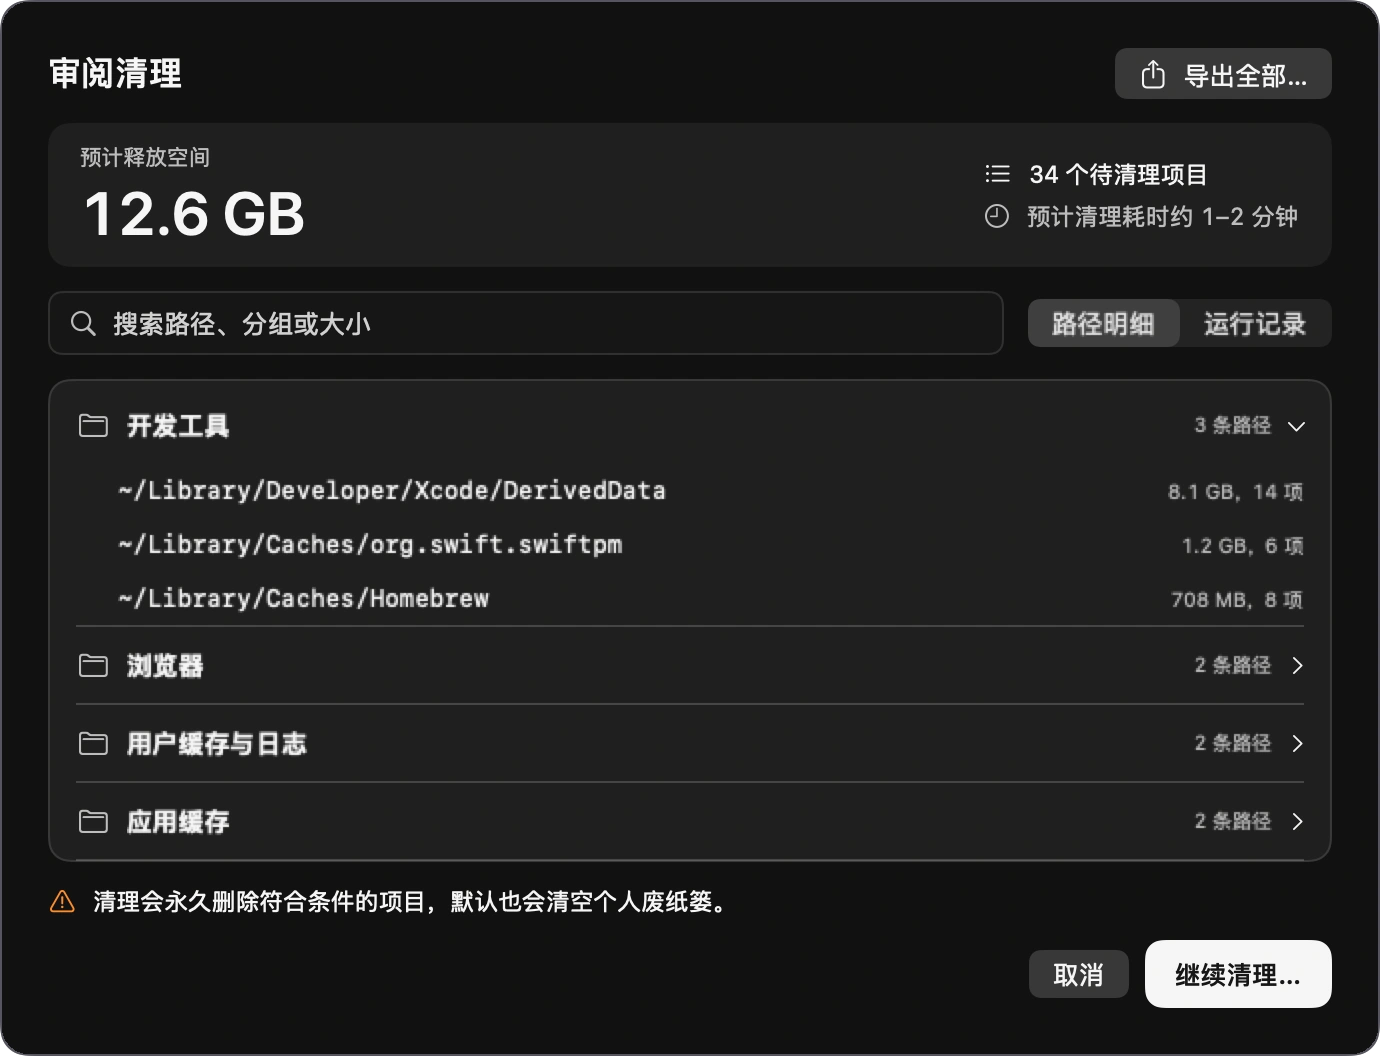 审阅清理
导出全部...
预计释放空间
12.6 GB
34 个待清理项目
预计清理耗时约 1–2 分钟
搜索路径、分组或大小
路径明细
运行记录
开发工具
3 条路径
~/Library/Developer/Xcode/DerivedData
8.1 GB，14 项
~/Library/Caches/org.swift.swiftpm
1.2 GB，6 项
~/Library/Caches/Homebrew
708 MB，8 项
浏览器
2 条路径
用户缓存与日志
2 条路径
应用缓存
2 条路径
清理会永久删除符合条件的项目，默认也会清空个人废纸篓。
取消
继续清理...